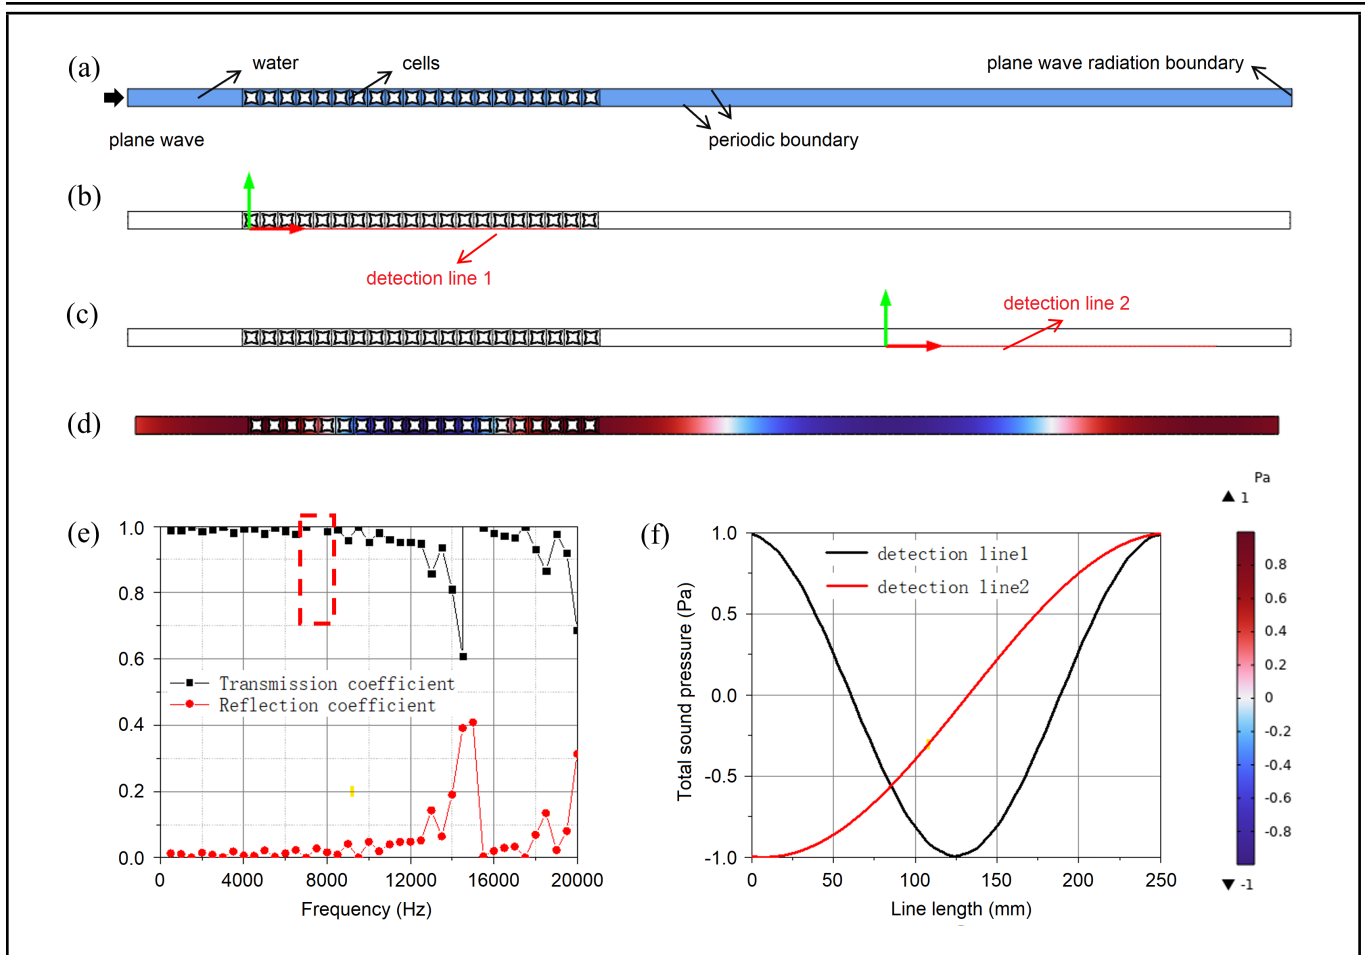 (a)
water
cells
plane wave radiation boundary
plane wave
periodic boundary
(b)
detection line 1
(c)
detection line 2
(d)
(e)
1.0
0.8
0.6
0.4
0.2
0.0
Transmission coefficient
Reflection coefficient
0 4000 8000 12000 16000 20000
Frequency (Hz)
(f)
Total sound pressure (Pa)
1.0
0.5
0.0
-0.5
-1.0
detection line1
detection line2
0 50 100 150 200 250
Line length (mm)
Pa
▲ 1
0.8
0.6
0.4
0.2
0
-0.2
-0.4
-0.6
-0.8
▼ -1